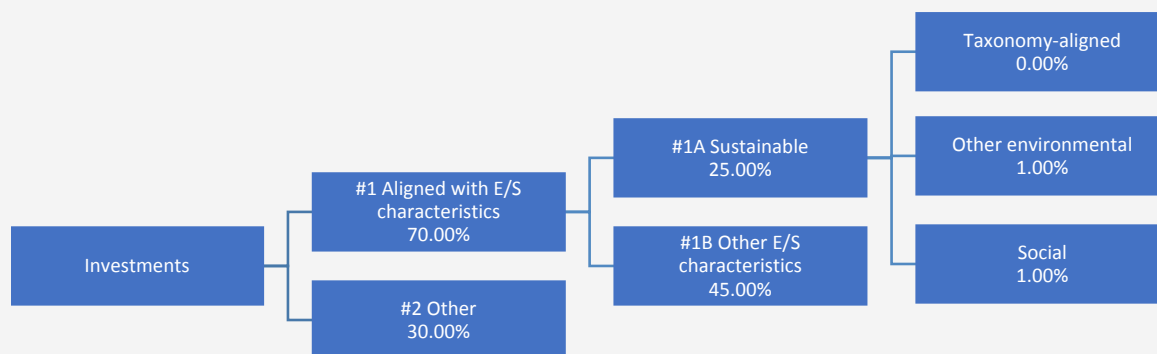 Investments
#1 Aligned with E/S
characteristics
70.00%
#2 Other
30.00%
#1A Sustainable
25.00%
#1B Other E/S
characteristics
45.00%
Taxonomy-aligned
0.00%
Other environmental
1.00%
Social
1.00%